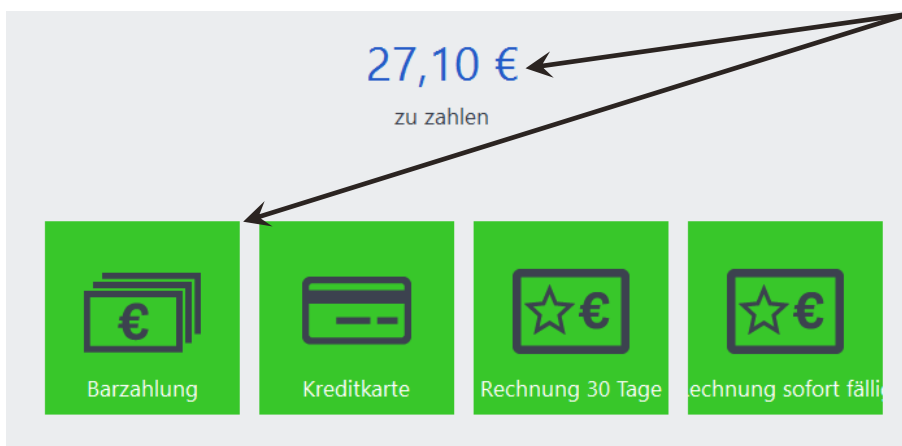 27,10 €
zu zahlen
€
Barzahlung
Kreditkarte
€
Rechnung 30 Tage
€
echnung sofort fälli